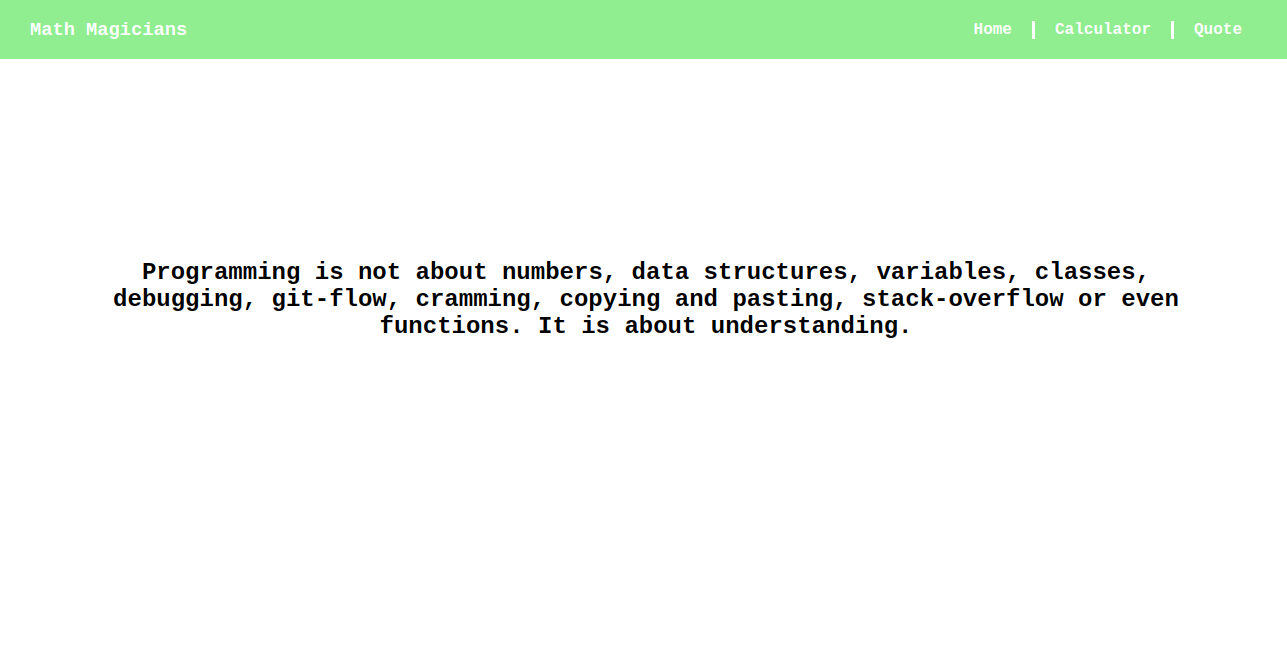 Math Magicians
Home | Calculator | Quote
Programming is not about numbers, data structures, variables, classes,
debugging, git-flow, cramming, copying and pasting, stack-overflow or even
functions. It is about understanding.